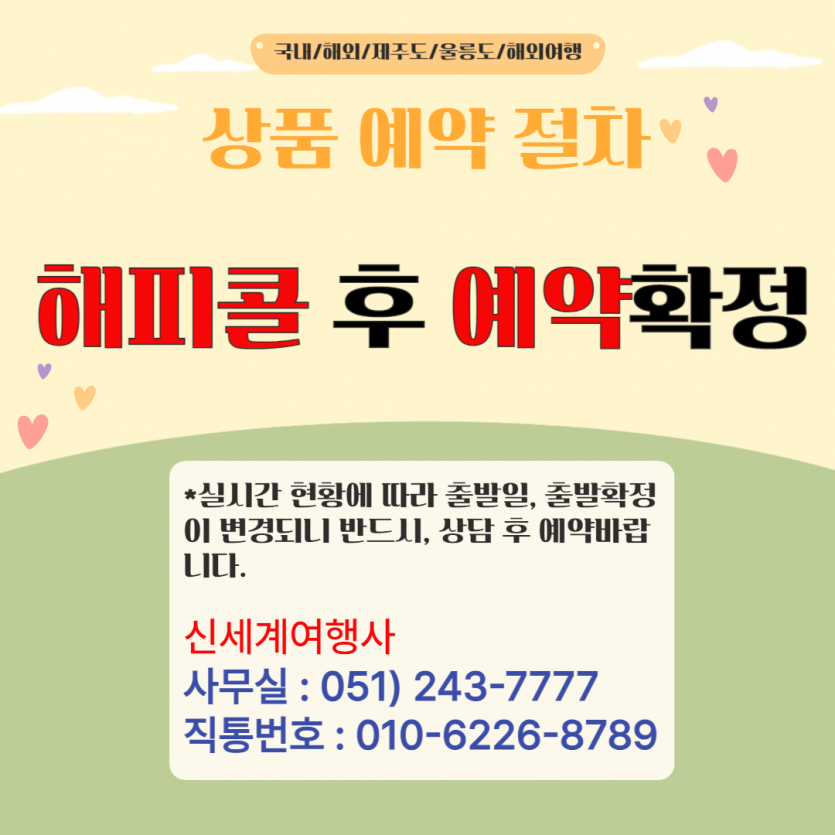 국내/해외/제주도/울릉도/해외여행
상품 예약 절차
해피콜 후 예약확정
*실시간 현황에 따라 출발일, 출발확정
이 변경되니 반드시, 상담 후 예약바랍
니다.
신세계여행사
사무실 : 051) 243-7777
직통번호 : 010-6226-8789